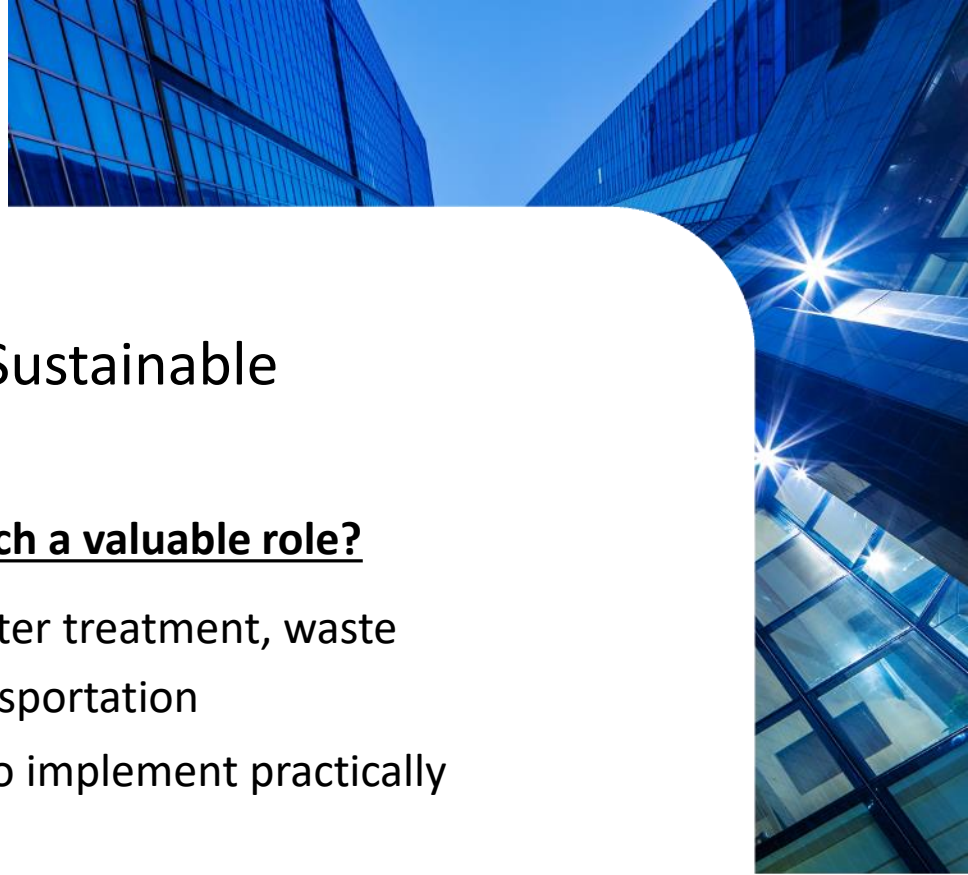 Sustainable
ch a valuable role?
ter treatment, waste
sportation
o implement practically